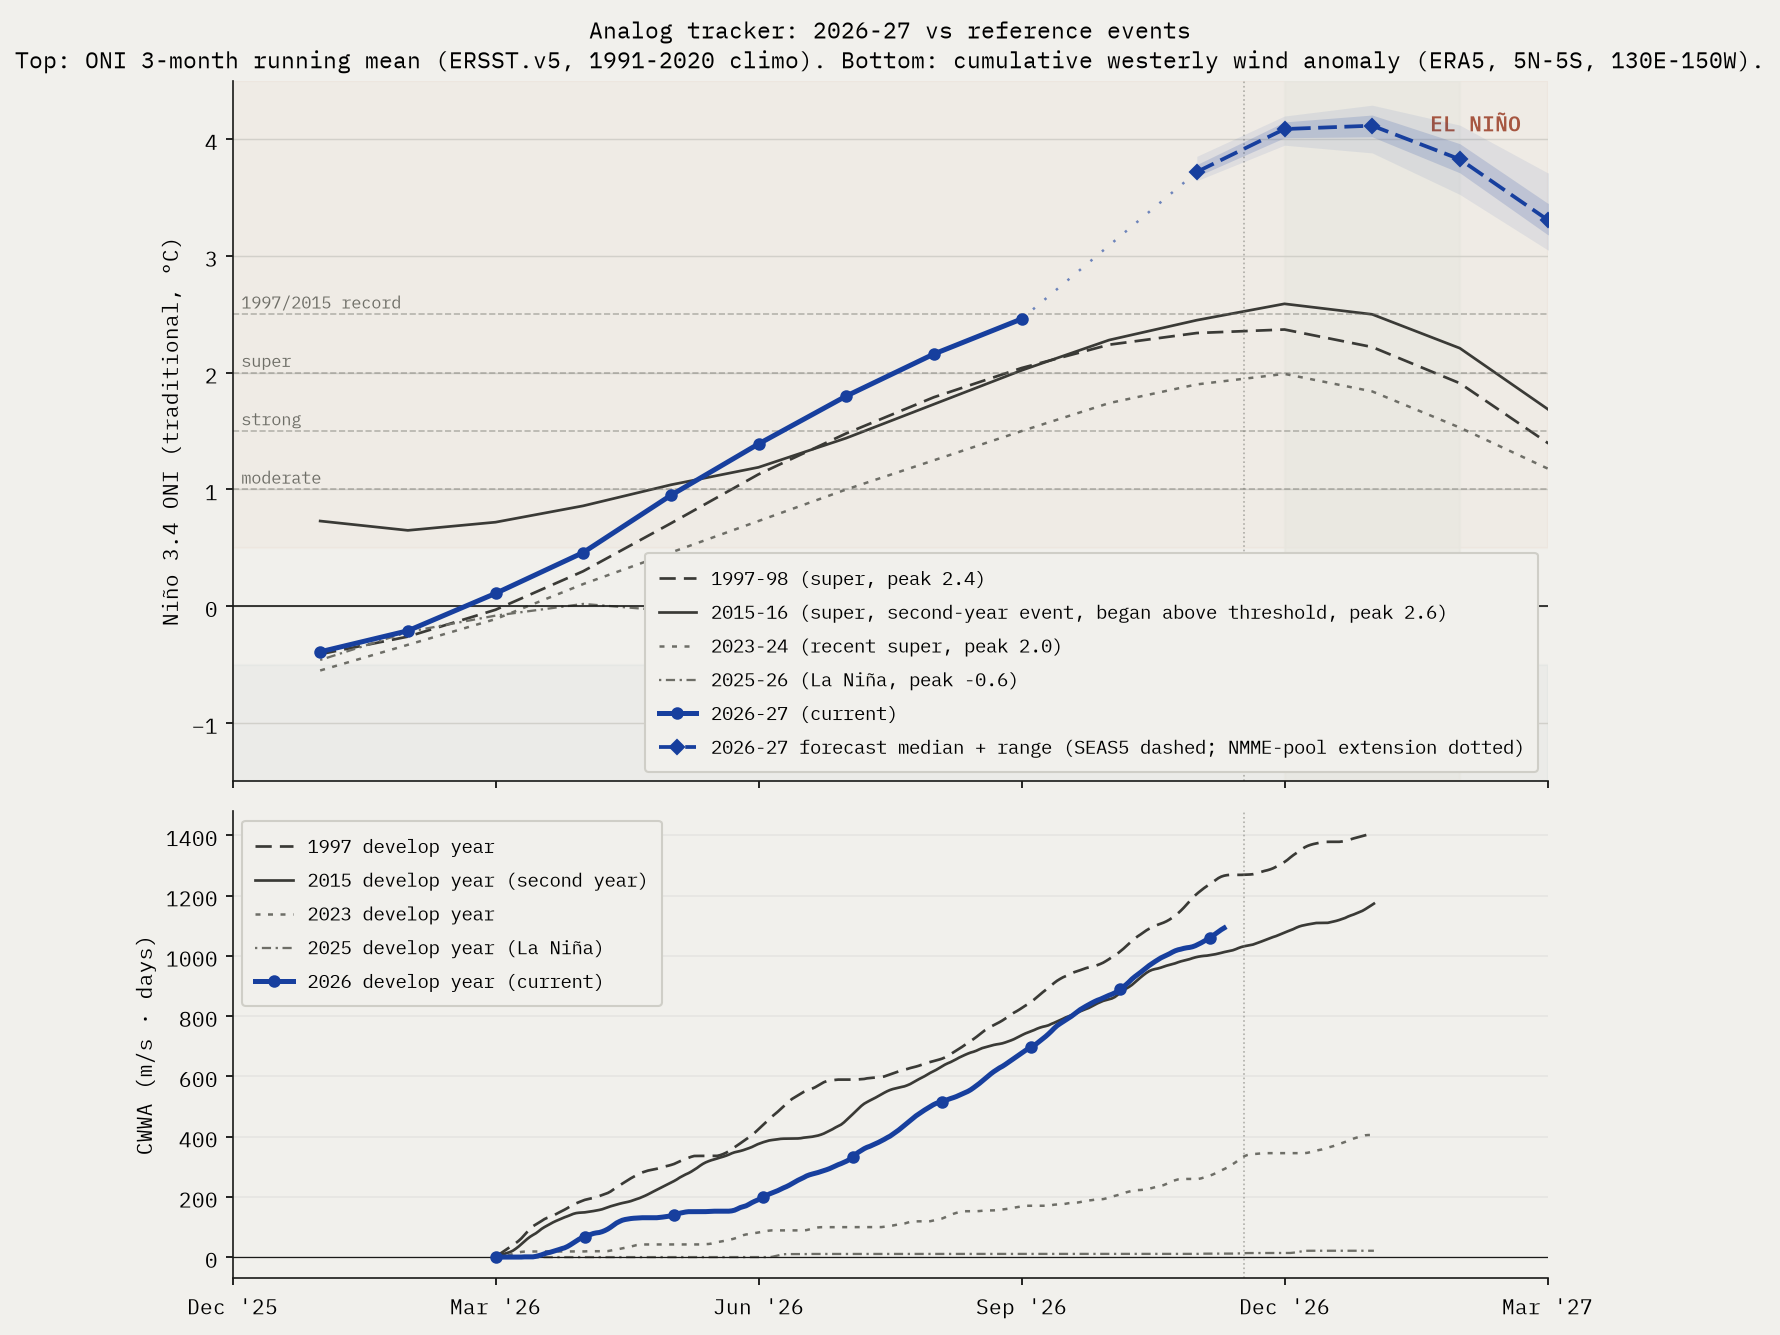 Analog tracker: 2026-27 vs reference events
Top: ONI 3-month running mean (ERSST.v5, 1991-2020 climo). Bottom: cumulative westerly wind anomaly (ERA5, 5N-5S, 130E-150W).
Niño 3.4 ONI (traditional, °C)
4
3
2
1
0
−1
EL NIÑO
1997/2015 record
super
strong
moderate
1997-98 (super, peak 2.4)
2015-16 (super, second-year event, began above threshold, peak 2.6)
2023-24 (recent super, peak 2.0)
2025-26 (La Niña, peak -0.6)
2026-27 (current)
2026-27 forecast median + range (SEAS5 dashed; NMME-pool extension dotted)
CWWA (m/s · days)
1400
1200
1000
800
600
400
200
0
1997 develop year
2015 develop year (second year)
2023 develop year
2025 develop year (La Niña)
2026 develop year (current)
Dec '25
Mar '26
Jun '26
Sep '26
Dec '26
Mar '27